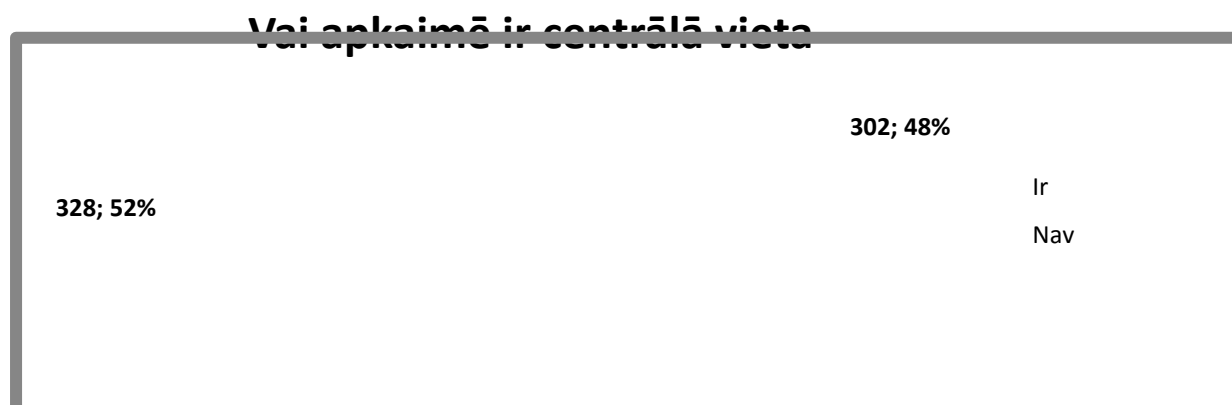 Vai apkaimē ir centrālā vieta
302; 48%
328; 52%
Ir
Nav